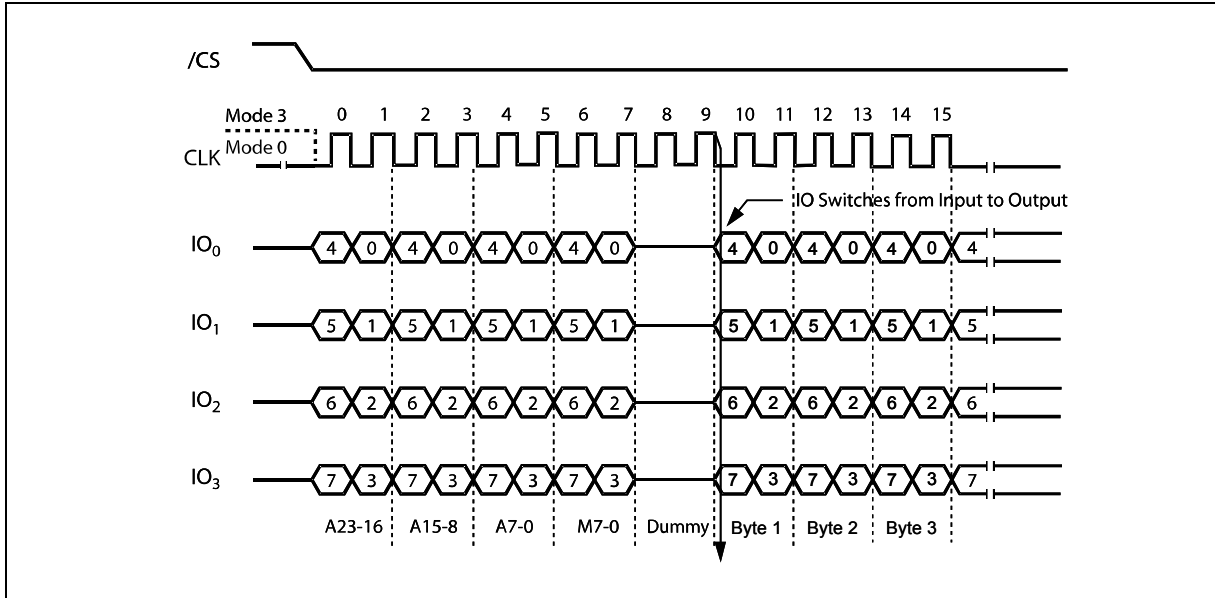 /CS
Mode 3 0 1 2 3 4 5 6 7 8 9 10 11 12 13 14 15
CLK Mode 0
IO Switches from Input to Output
IO0 4 0 4 0 4 0 4 0 4 0 4 0 4 0 4
IO1 5 1 5 1 5 1 5 1 5 1 5 1 5 1 5
IO2 6 2 6 2 6 2 6 2 6 2 6 2 6 2 6
IO3 7 3 7 3 7 3 7 3 7 3 7 3 7 3 7
A23-16 A15-8 A7-0 M7-0 Dummy Byte 1 Byte 2 Byte 3